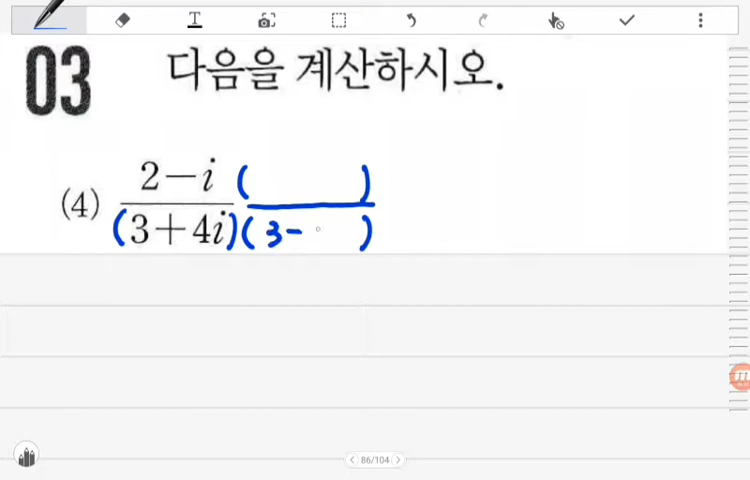 T
03 다음을 계산하시오.
(4) 2-i ( )
(3+4i)(3- )
86/104